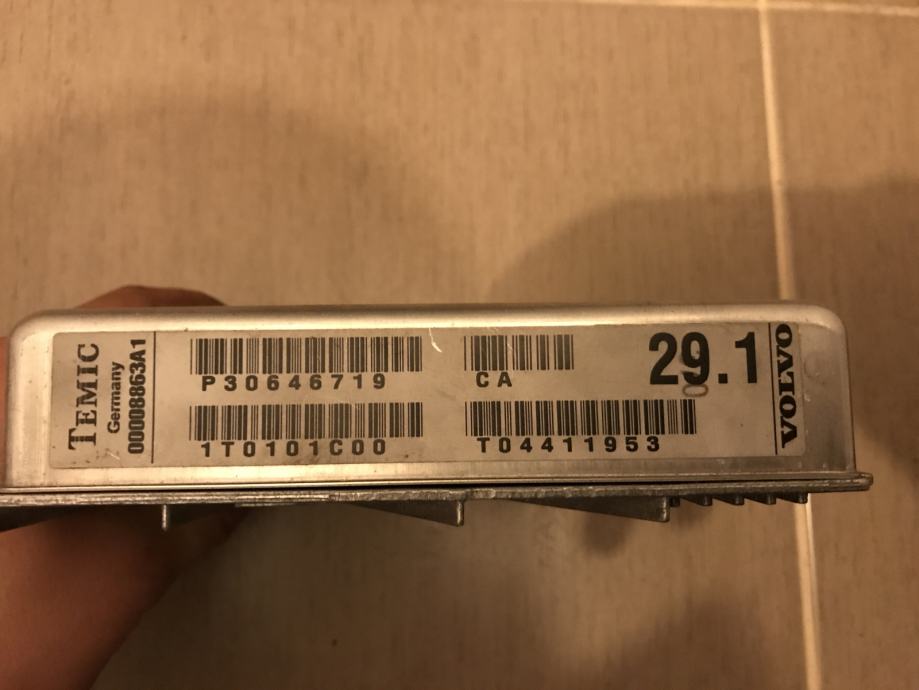 TEMIC
Germany
00008863A1
P30646719
CA
29.1
1T0101C00
T04411953
VOLVO